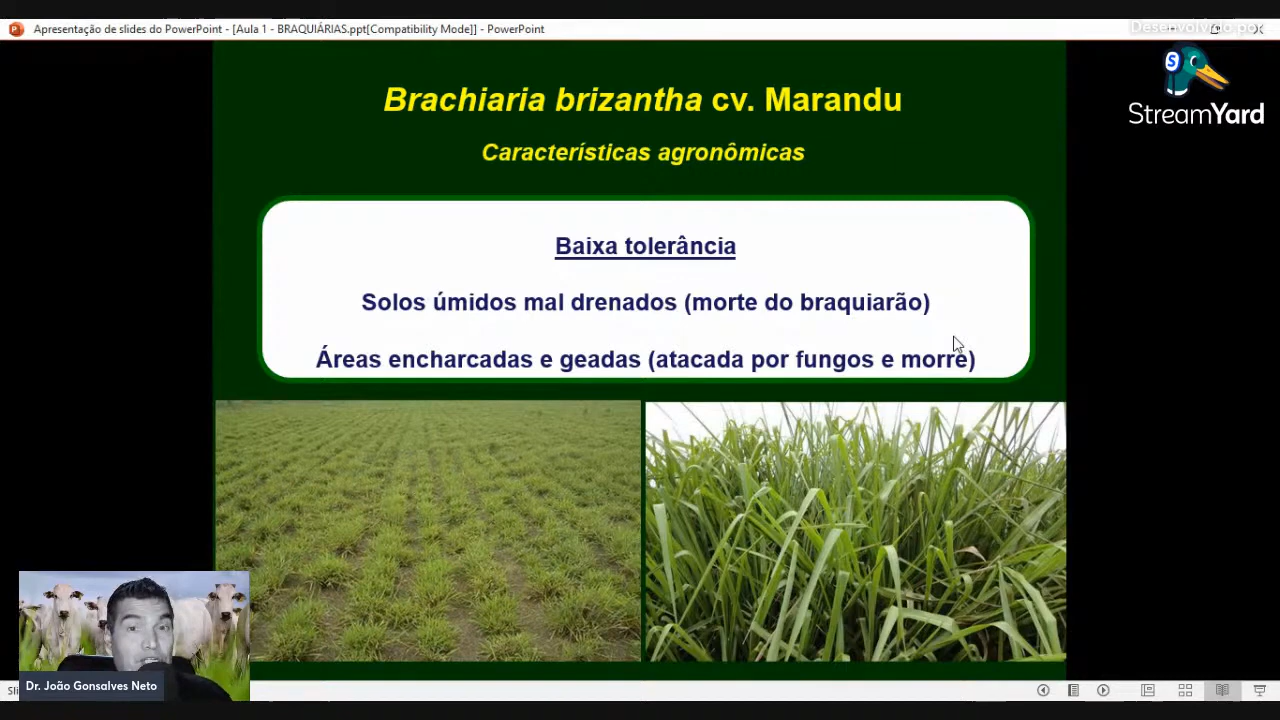 Apresentação de slides do PowerPoint - [Aula 1 - BRAQUIÁRIAS.ppt[Compatibility Mode]] - PowerPoint
Desenvolvido por
StreamYard
Brachiaria brizantha cv. Marandu
Características agronômicas
Baixa tolerância
Solos úmidos mal drenados (morte do braquiarão)
Áreas encharcadas e geadas (atacada por fungos e morre)
Dr. João Gonsalves Neto